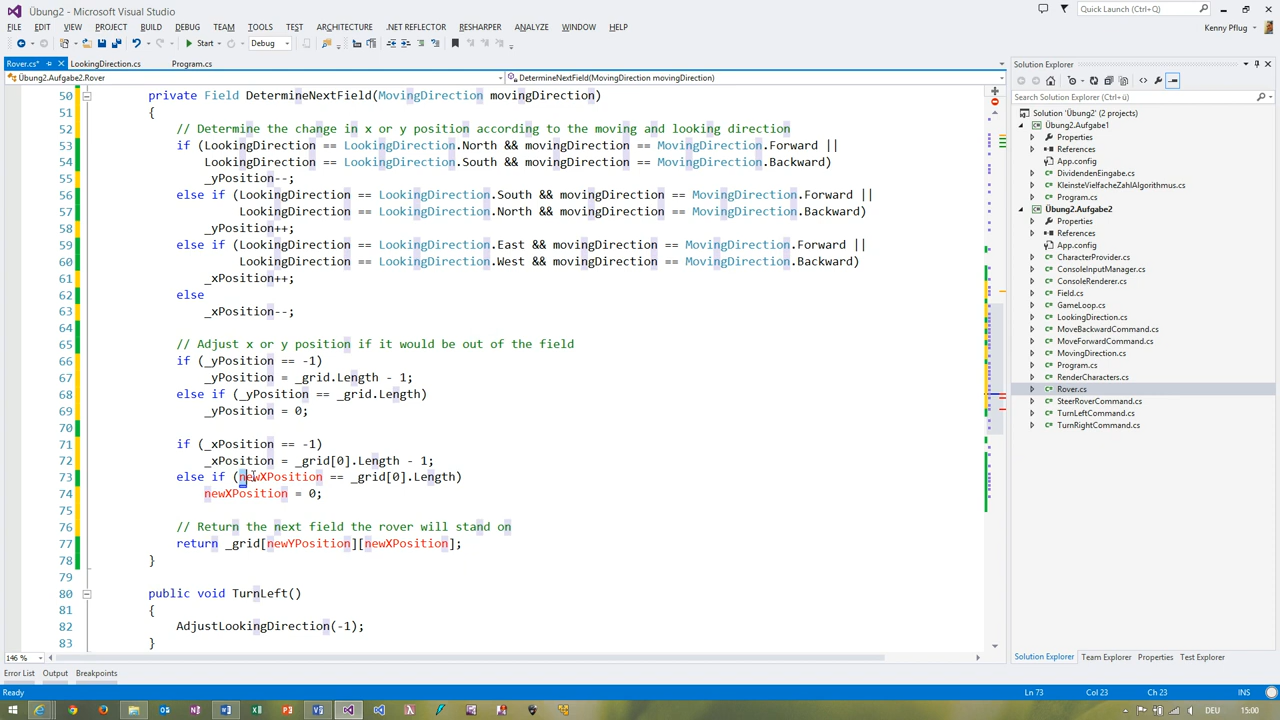 Übung2 - Microsoft Visual Studio
Quick Launch (Ctrl+Q)
FILE EDIT VIEW PROJECT BUILD DEBUG TEAM SQL TOOLS TEST ARCHITECTURE .NET REFLECTOR RESHARPER ANALYZE WINDOW HELP
Kenny Pflug
Start Debug
Rover.cs* LookingDirection.cs Program.cs
Übung2.Aufgabe2.Rover DetermineNextField(MovingDirection movingDirection)
50 private Field DetermineNextField(MovingDirection movingDirection)
51 {
52 // Determine the change in x or y position according to the moving and looking direction
53 if (LookingDirection == LookingDirection.North && movingDirection == MovingDirection.Forward ||
54 LookingDirection == LookingDirection.South && movingDirection == MovingDirection.Backward)
55 _yPosition--;
56 else if (LookingDirection == LookingDirection.South && movingDirection == MovingDirection.Forward ||
57 LookingDirection == LookingDirection.North && movingDirection == MovingDirection.Backward)
58 _yPosition++;
59 else if (LookingDirection == LookingDirection.East && movingDirection == MovingDirection.Forward ||
60 LookingDirection == LookingDirection.West && movingDirection == MovingDirection.Backward)
61 _xPosition++;
62 else
63 _xPosition--;
64
65 // Adjust x or y position if it would be out of the field
66 if (_yPosition == -1)
67 _yPosition = _grid.Length - 1;
68 else if (_yPosition == _grid.Length)
69 _yPosition = 0;
70
71 if (_xPosition == -1)
72 _xPosition = _grid[0].Length - 1;
73 else if (newXPosition == _grid[0].Length)
74 newXPosition = 0;
75
76 // Return the next field the rover will stand on
77 return _grid[newYPosition][newXPosition];
78 }
79
80 public void TurnLeft()
81 {
82 AdjustLookingDirection(-1);
83 }
146 %
Solution Explorer
Search Solution Explorer (Ctrl+ü)
Solution 'Übung2' (2 projects)
Übung2.Aufgabe1
Properties
References
App.config
DividendenEingabe.cs
KleinsteVielfacheZahlAlgorithmus.cs
Program.cs
Übung2.Aufgabe2
Properties
References
App.config
CharacterProvider.cs
ConsoleInputManager.cs
ConsoleRenderer.cs
Field.cs
GameLoop.cs
LookingDirection.cs
MoveBackwardCommand.cs
MoveForwardCommand.cs
MovingDirection.cs
Program.cs
RenderCharacters.cs
Rover.cs
SteerRoverCommand.cs
TurnLeftCommand.cs
TurnRightCommand.cs
Solution Explorer Team Explorer Properties Test Explorer
Error List Output Breakpoints
Ready Ln 73 Col 23 Ch 23 INS
DEU 15:00